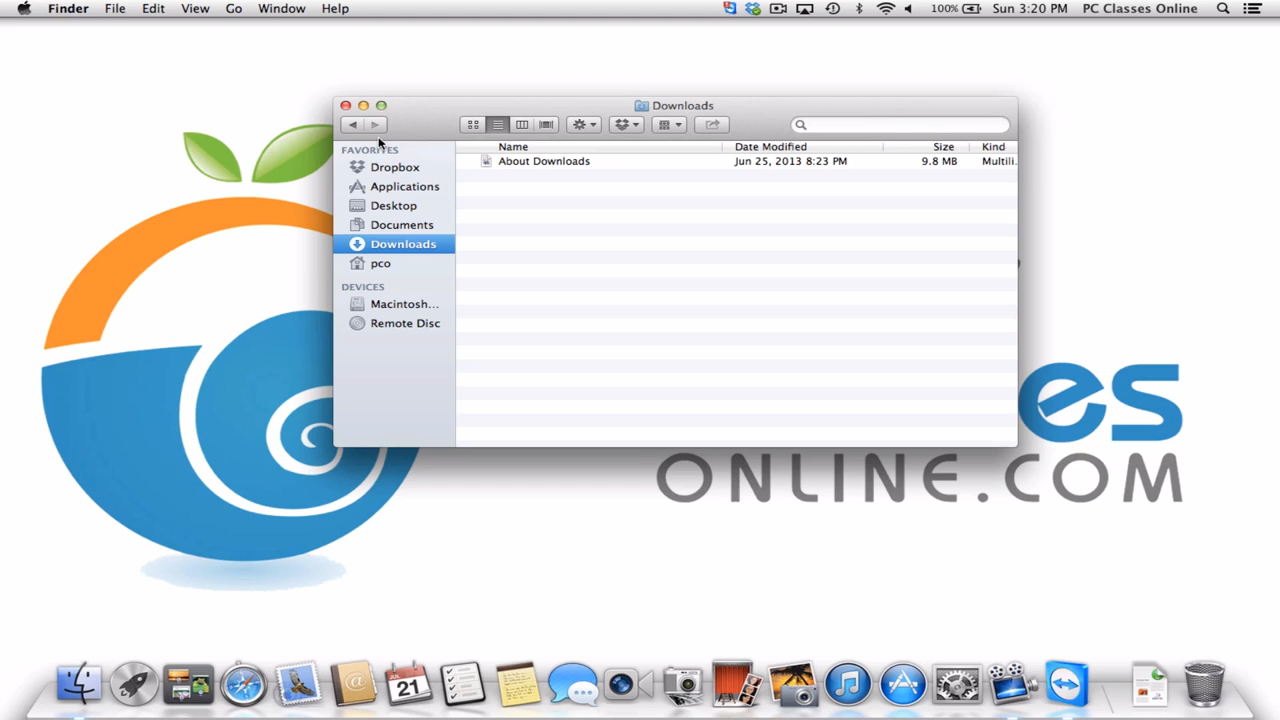 Finder File Edit View Go Window Help 100% Sun 3:20 PM PC Classes Online
Downloads
FAVORITES
Dropbox
Applications
Desktop
Documents
Downloads
pco
DEVICES
Macintosh...
Remote Disc
Name Date Modified Size Kind
About Downloads Jun 25, 2013 8:23 PM 9.8 MB Multili...
es
ONLINE.COM
JUL 21